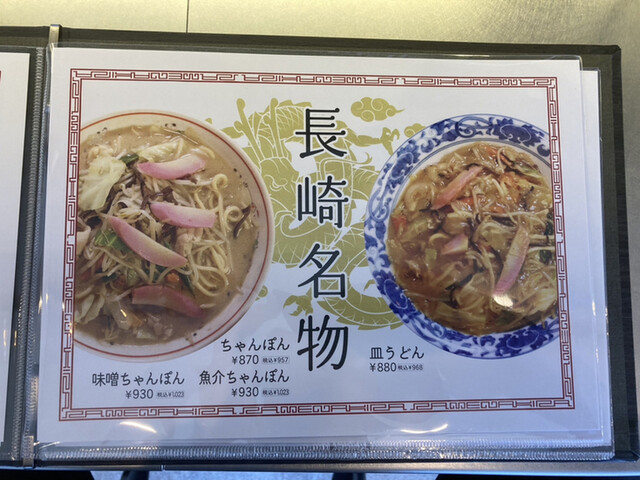 長崎名物
ちゃんぽん
¥870 税込¥957
味噌ちゃんぽん
¥930 税込¥1,023
魚介ちゃんぽん
¥930 税込¥1,023
皿うどん
¥880 税込¥968